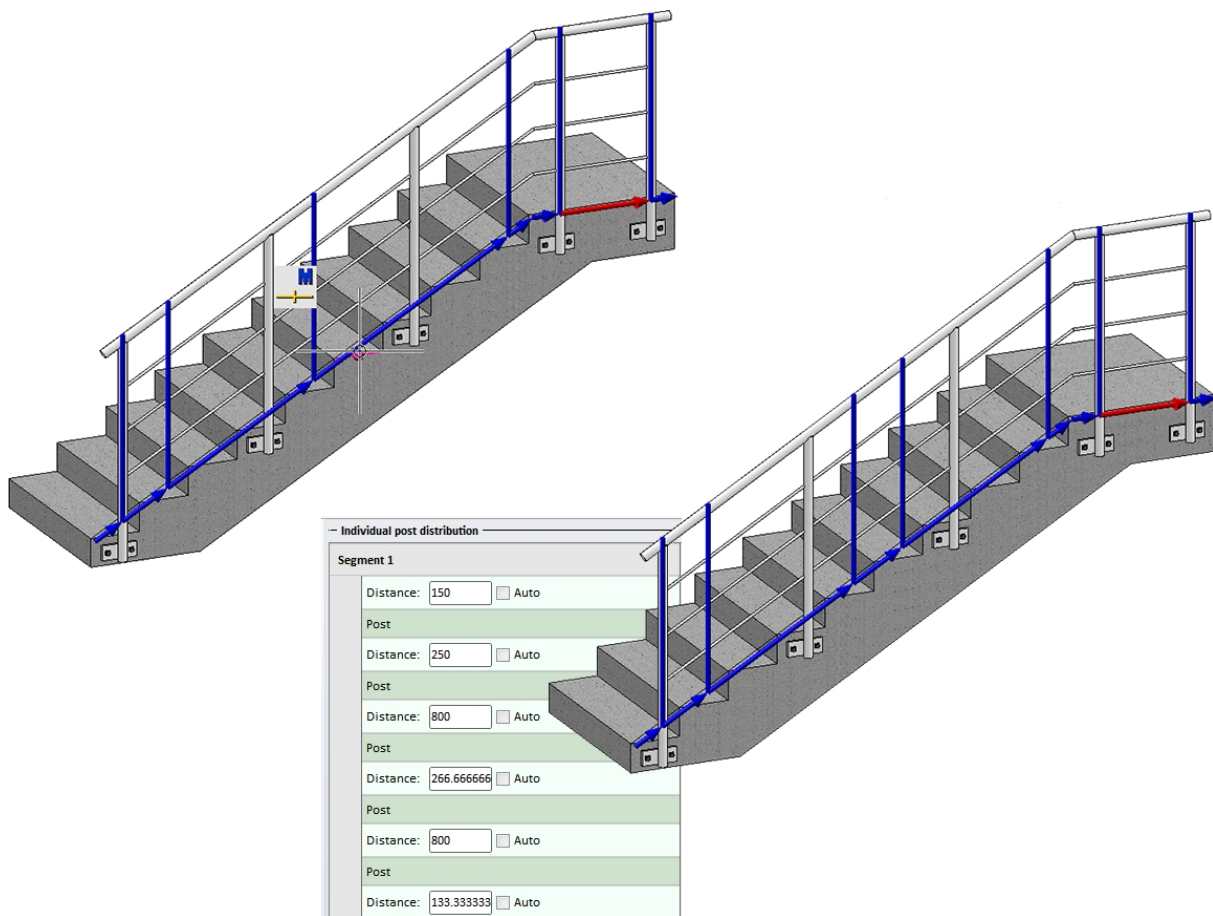 M
Individual post distribution
Segment 1
Distance: 150 Auto
Post
Distance: 250 Auto
Post
Distance: 800 Auto
Post
Distance: 266.666666 Auto
Post
Distance: 800 Auto
Post
Distance: 133.333333 Auto